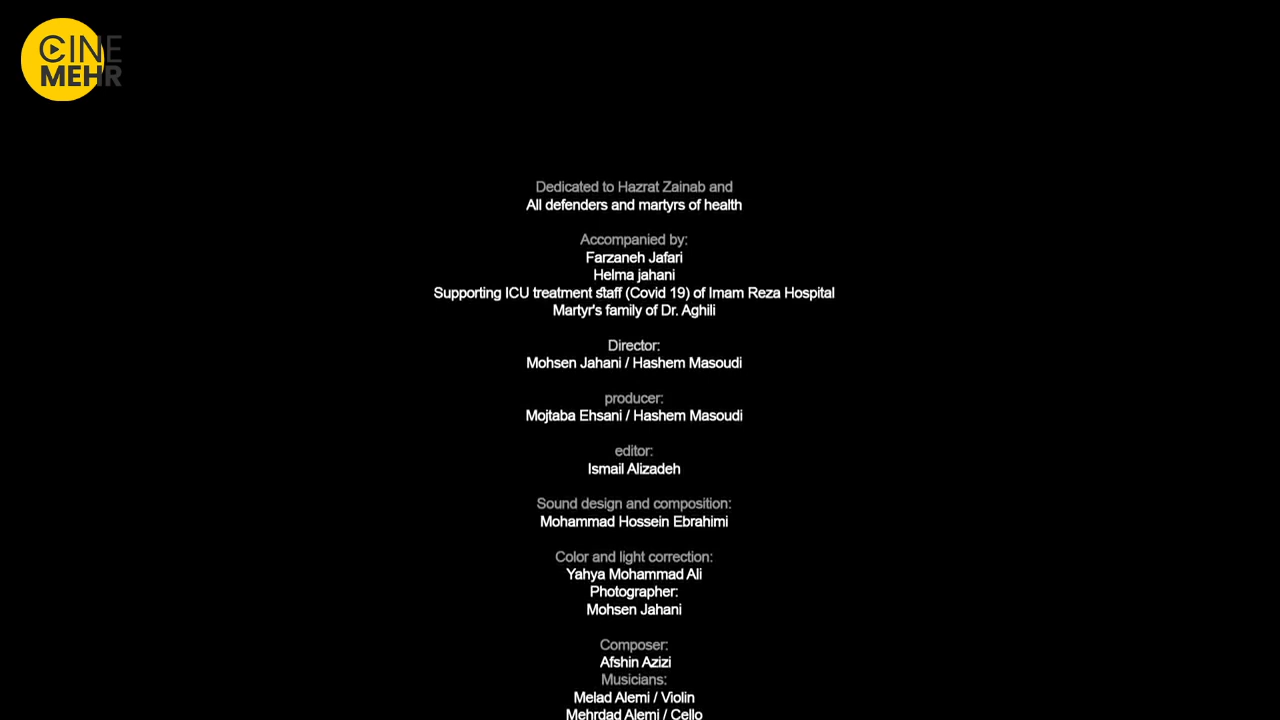 CINE
MEHR
Dedicated to Hazrat Zainab and
All defenders and martyrs of health
Accompanied by:
Farzaneh Jafari
Helma jahani
Supporting ICU treatment staff (Covid 19) of Imam Reza Hospital
Martyr's family of Dr. Aghili
Director:
Mohsen Jahani / Hashem Masoudi
producer:
Mojtaba Ehsani / Hashem Masoudi
editor:
Ismail Alizadeh
Sound design and composition:
Mohammad Hossein Ebrahimi
Color and light correction:
Yahya Mohammad Ali
Photographer:
Mohsen Jahani
Composer:
Afshin Azizi
Musicians:
Melad Alemi / Violin
Mehrdad Alemi / Cello